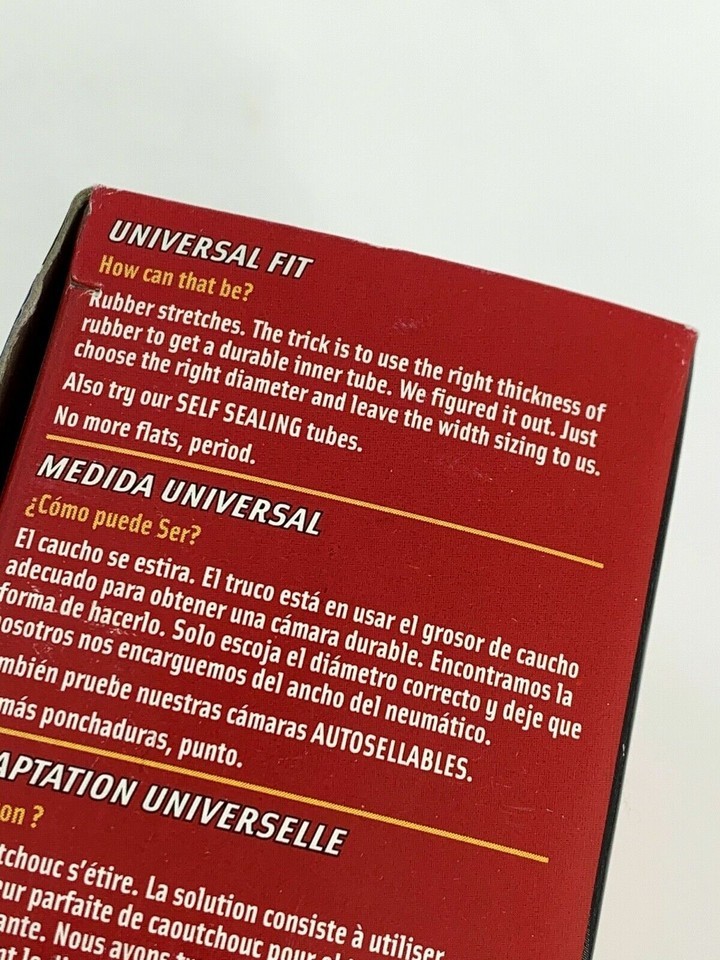 UNIVERSAL FIT
How can that be?
Rubber stretches. The trick is to use the right thickness of
rubber to get a durable inner tube. We figured it out. Just
choose the right diameter and leave the width sizing to us.
Also try our SELF SEALING tubes.
No more flats, period.
MEDIDA UNIVERSAL
¿Cómo puede Ser?
El caucho se estira. El truco está en usar el grosor de caucho
adecuado para obtener una cámara durable. Encontramos la
forma de hacerlo. Solo escoja el diámetro correcto y deje que
nosotros nos encarguemos del ancho del neumático.
mbién pruebe nuestras cámaras AUTOSELLABLES.
más ponchaduras, punto.
APTATION UNIVERSELLE
on ?
tchouc s'étire. La solution consiste à utiliser
eur parfaite de caoutchouc pour
ante. Nous avons